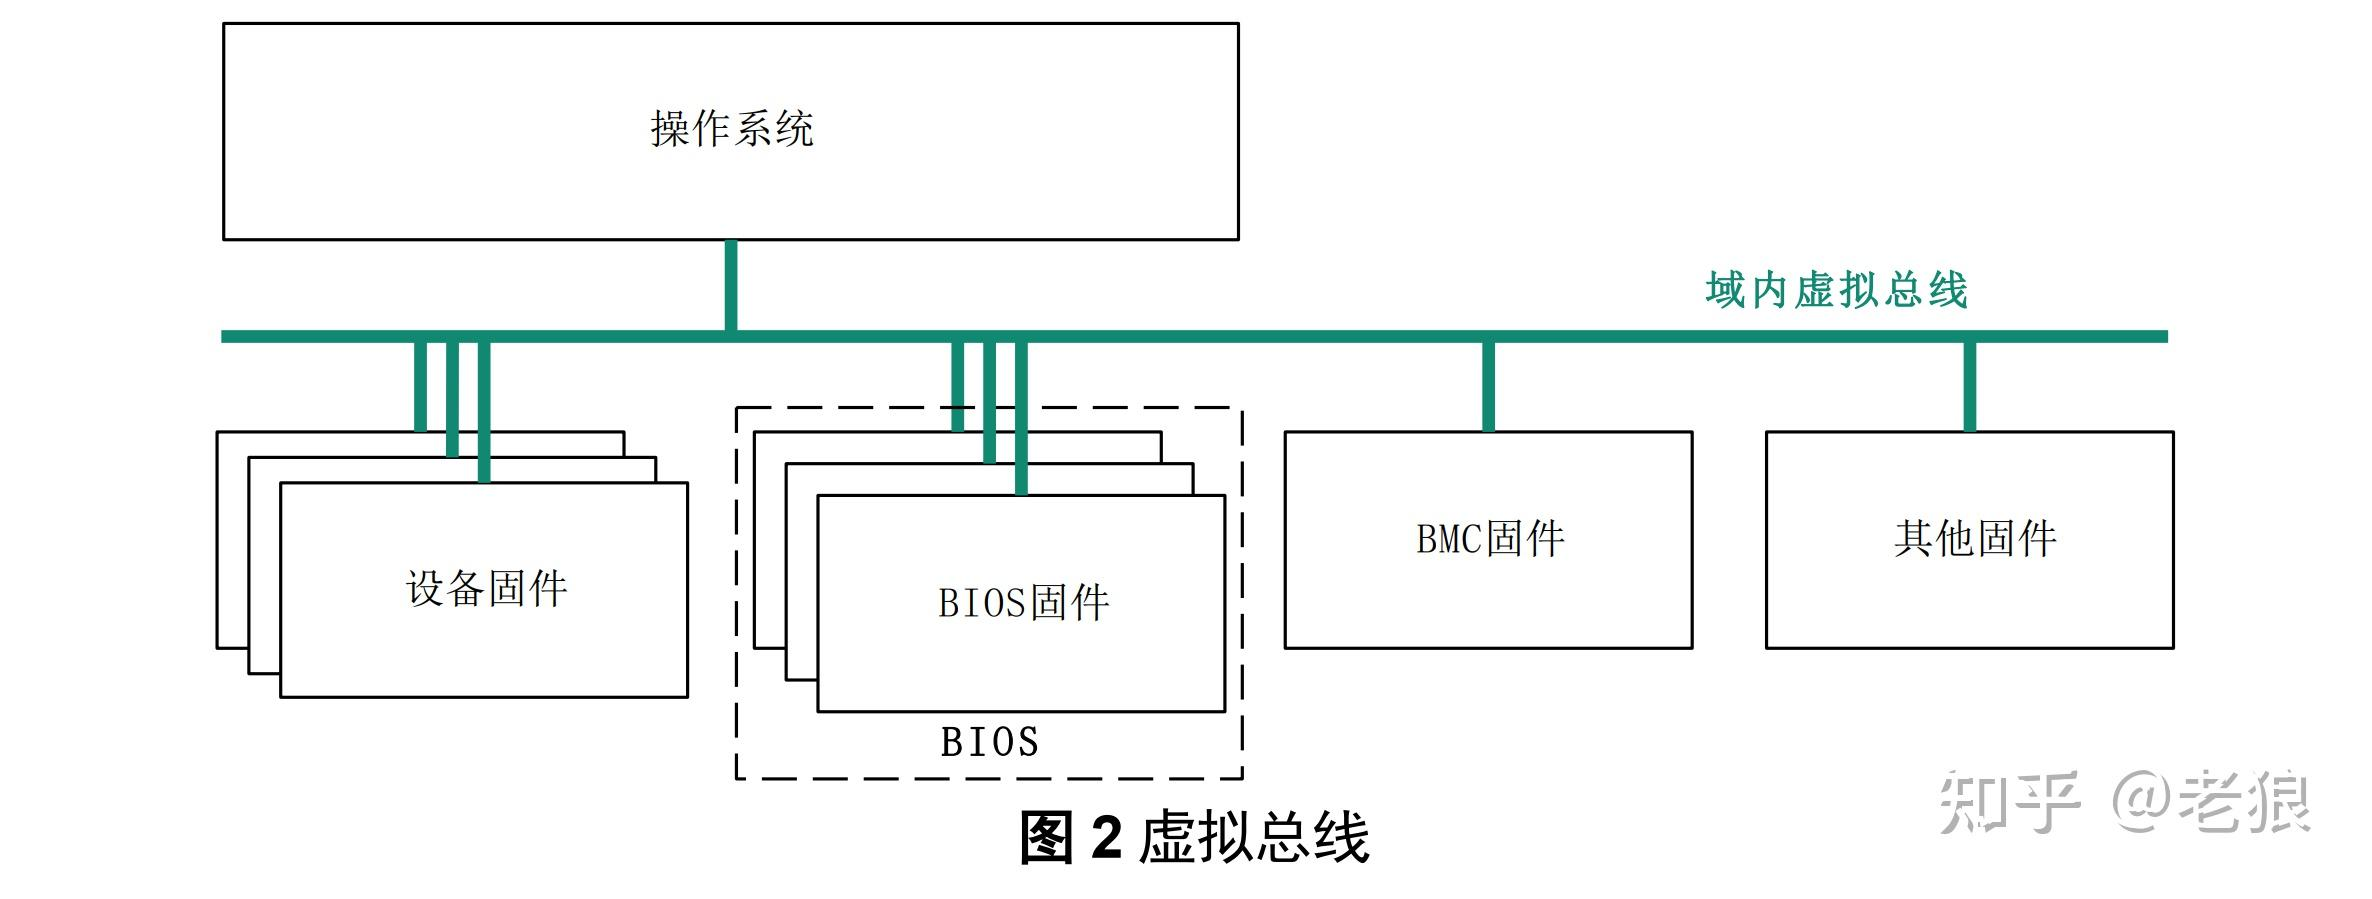 操作系统
域内虚拟总线
设备固件
BIOS固件
BMC固件
其他固件
BIOS
图 2 虚拟总线
知乎 @老狼